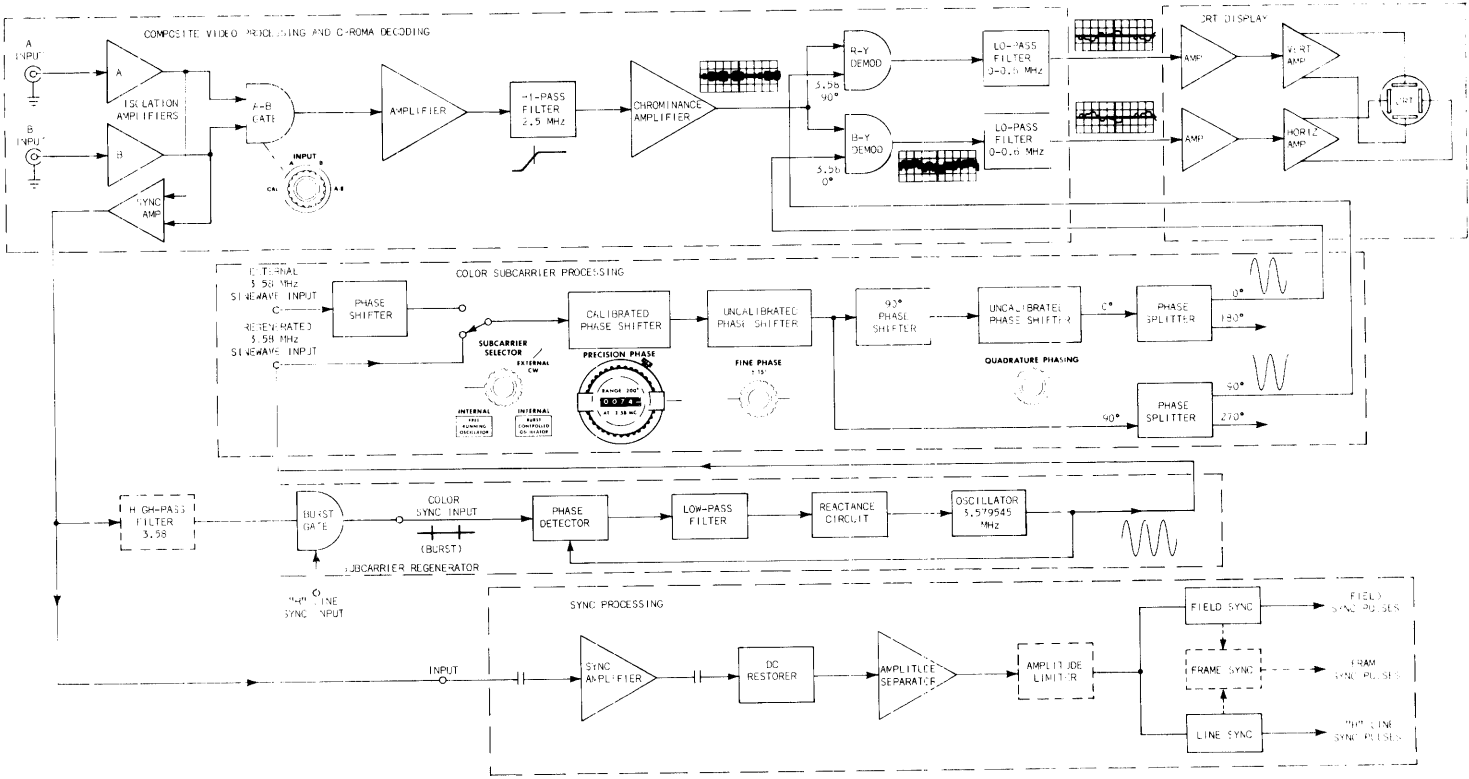 COMPOSITE VIDEO PROCESSING AND CHROMA DECODING
A
INPUT
A
ISOLATION
AMPLIFIERS
B
INPUT
B
SYNC
AMP
A-B
GATE
INPUT
A B
CAL
A-B
AMPLIFIER
HI-PASS
FILTER
2.5 MHz
CHROMINANCE
AMPLIFIER
R-Y
DEMOD
3.58
90°
B-Y
DEMOD
3.58
0°
LO-PASS
FILTER
0-0.6 MHz
LO-PASS
FILTER
0-0.6 MHz
CRT DISPLAY
AMP
VERT
AMP
AMP
HORIZ
AMP
CRT
COLOR SUBCARRIER PROCESSING
EXTERNAL
3.58 MHz
SINEWAVE INPUT
REGENERATED
3.58 MHz
SINEWAVE INPUT
PHASE
SHIFTER
SUBCARRIER
SELECTOR
EXTERNAL
CW
INTERNAL
FREE
RUNNING
OSCILLATOR
INTERNAL
BURST
CONTROLLED
OSCILLATOR
CALIBRATED
PHASE SHIFTER
PRECISION PHASE
RANGE 200°
0074
AT 3.58 MC
UNCALIBRATED
PHASE SHIFTER
FINE PHASE
15°
90°
PHASE
SHIFTER
UNCALIBRATED
PHASE SHIFTER
QUADRATURE PHASING
0°
PHASE
SPLITTER
0°
180°
90°
PHASE
SPLITTER
90°
270°
HIGH-PASS
FILTER
3.58
BURST
GATE
COLOR
SYNC INPUT
(BURST)
PHASE
DETECTOR
LOW-PASS
FILTER
REACTANCE
CIRCUIT
OSCILLATOR
3.579545
MHz
SUBCARRIER REGENERATOR
"H" LINE
SYNC INPUT
SYNC PROCESSING
INPUT
SYNC
AMPLIFIER
DC
RESTORER
AMPLITUDE
SEPARATOR
AMPLITUDE
LIMITER
FIELD SYNC
FIELD
SYNC PULSES
FRAME SYNC
FRAM
SYNC PULSES
LINE SYNC
"H" LINE
SYNC PULSES